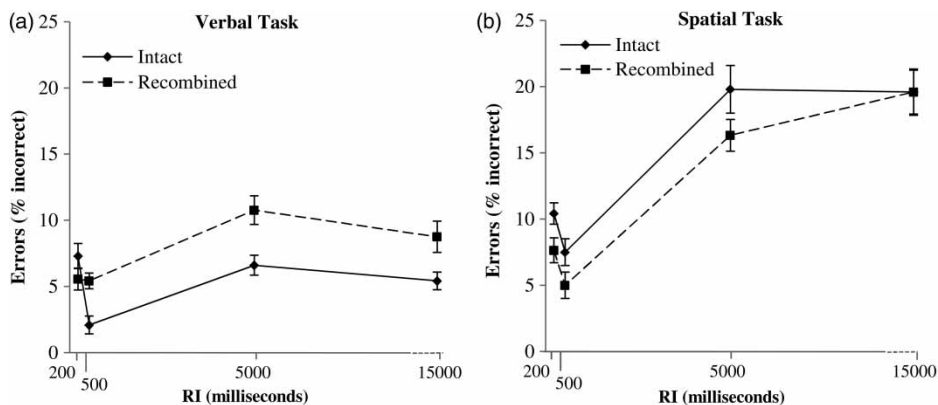 (a)
Verbal Task
Intact
Recombined
Errors (% incorrect)
25
20
15
10
5
0
200
500
5000
15000
RI (milliseconds)
(b)
Spatial Task
Intact
Recombined
Errors (% incorrect)
25
20
15
10
5
0
200
500
5000
15000
RI (milliseconds)